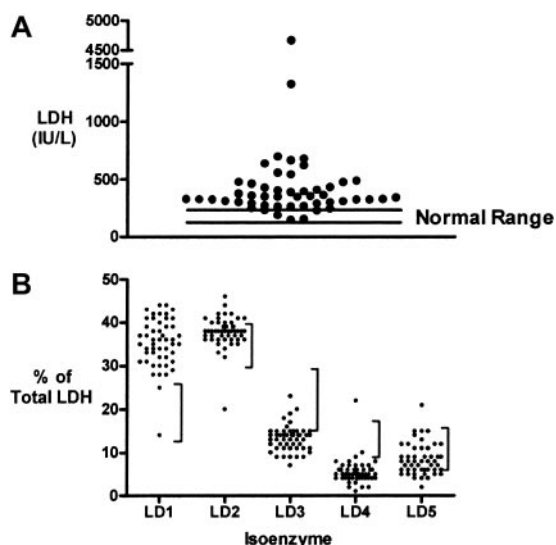 A
5000
4500
1500
LDH
(IU/L)
1000
500
Normal Range
0
B
50
40
% of
Total LDH
30
20
10
0
LD1 LD2 LD3 LD4 LD5
Isoenzyme